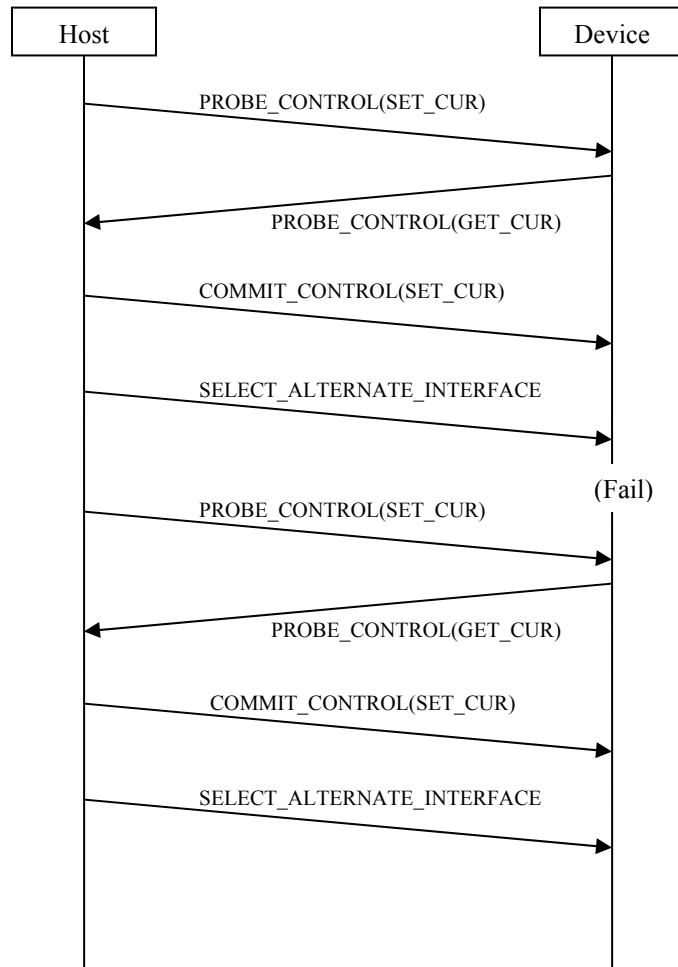 Host
Device
PROBE_CONTROL(SET_CUR)
PROBE_CONTROL(GET_CUR)
COMMIT_CONTROL(SET_CUR)
SELECT_ALTERNATE_INTERFACE
(Fail)
PROBE_CONTROL(SET_CUR)
PROBE_CONTROL(GET_CUR)
COMMIT_CONTROL(SET_CUR)
SELECT_ALTERNATE_INTERFACE